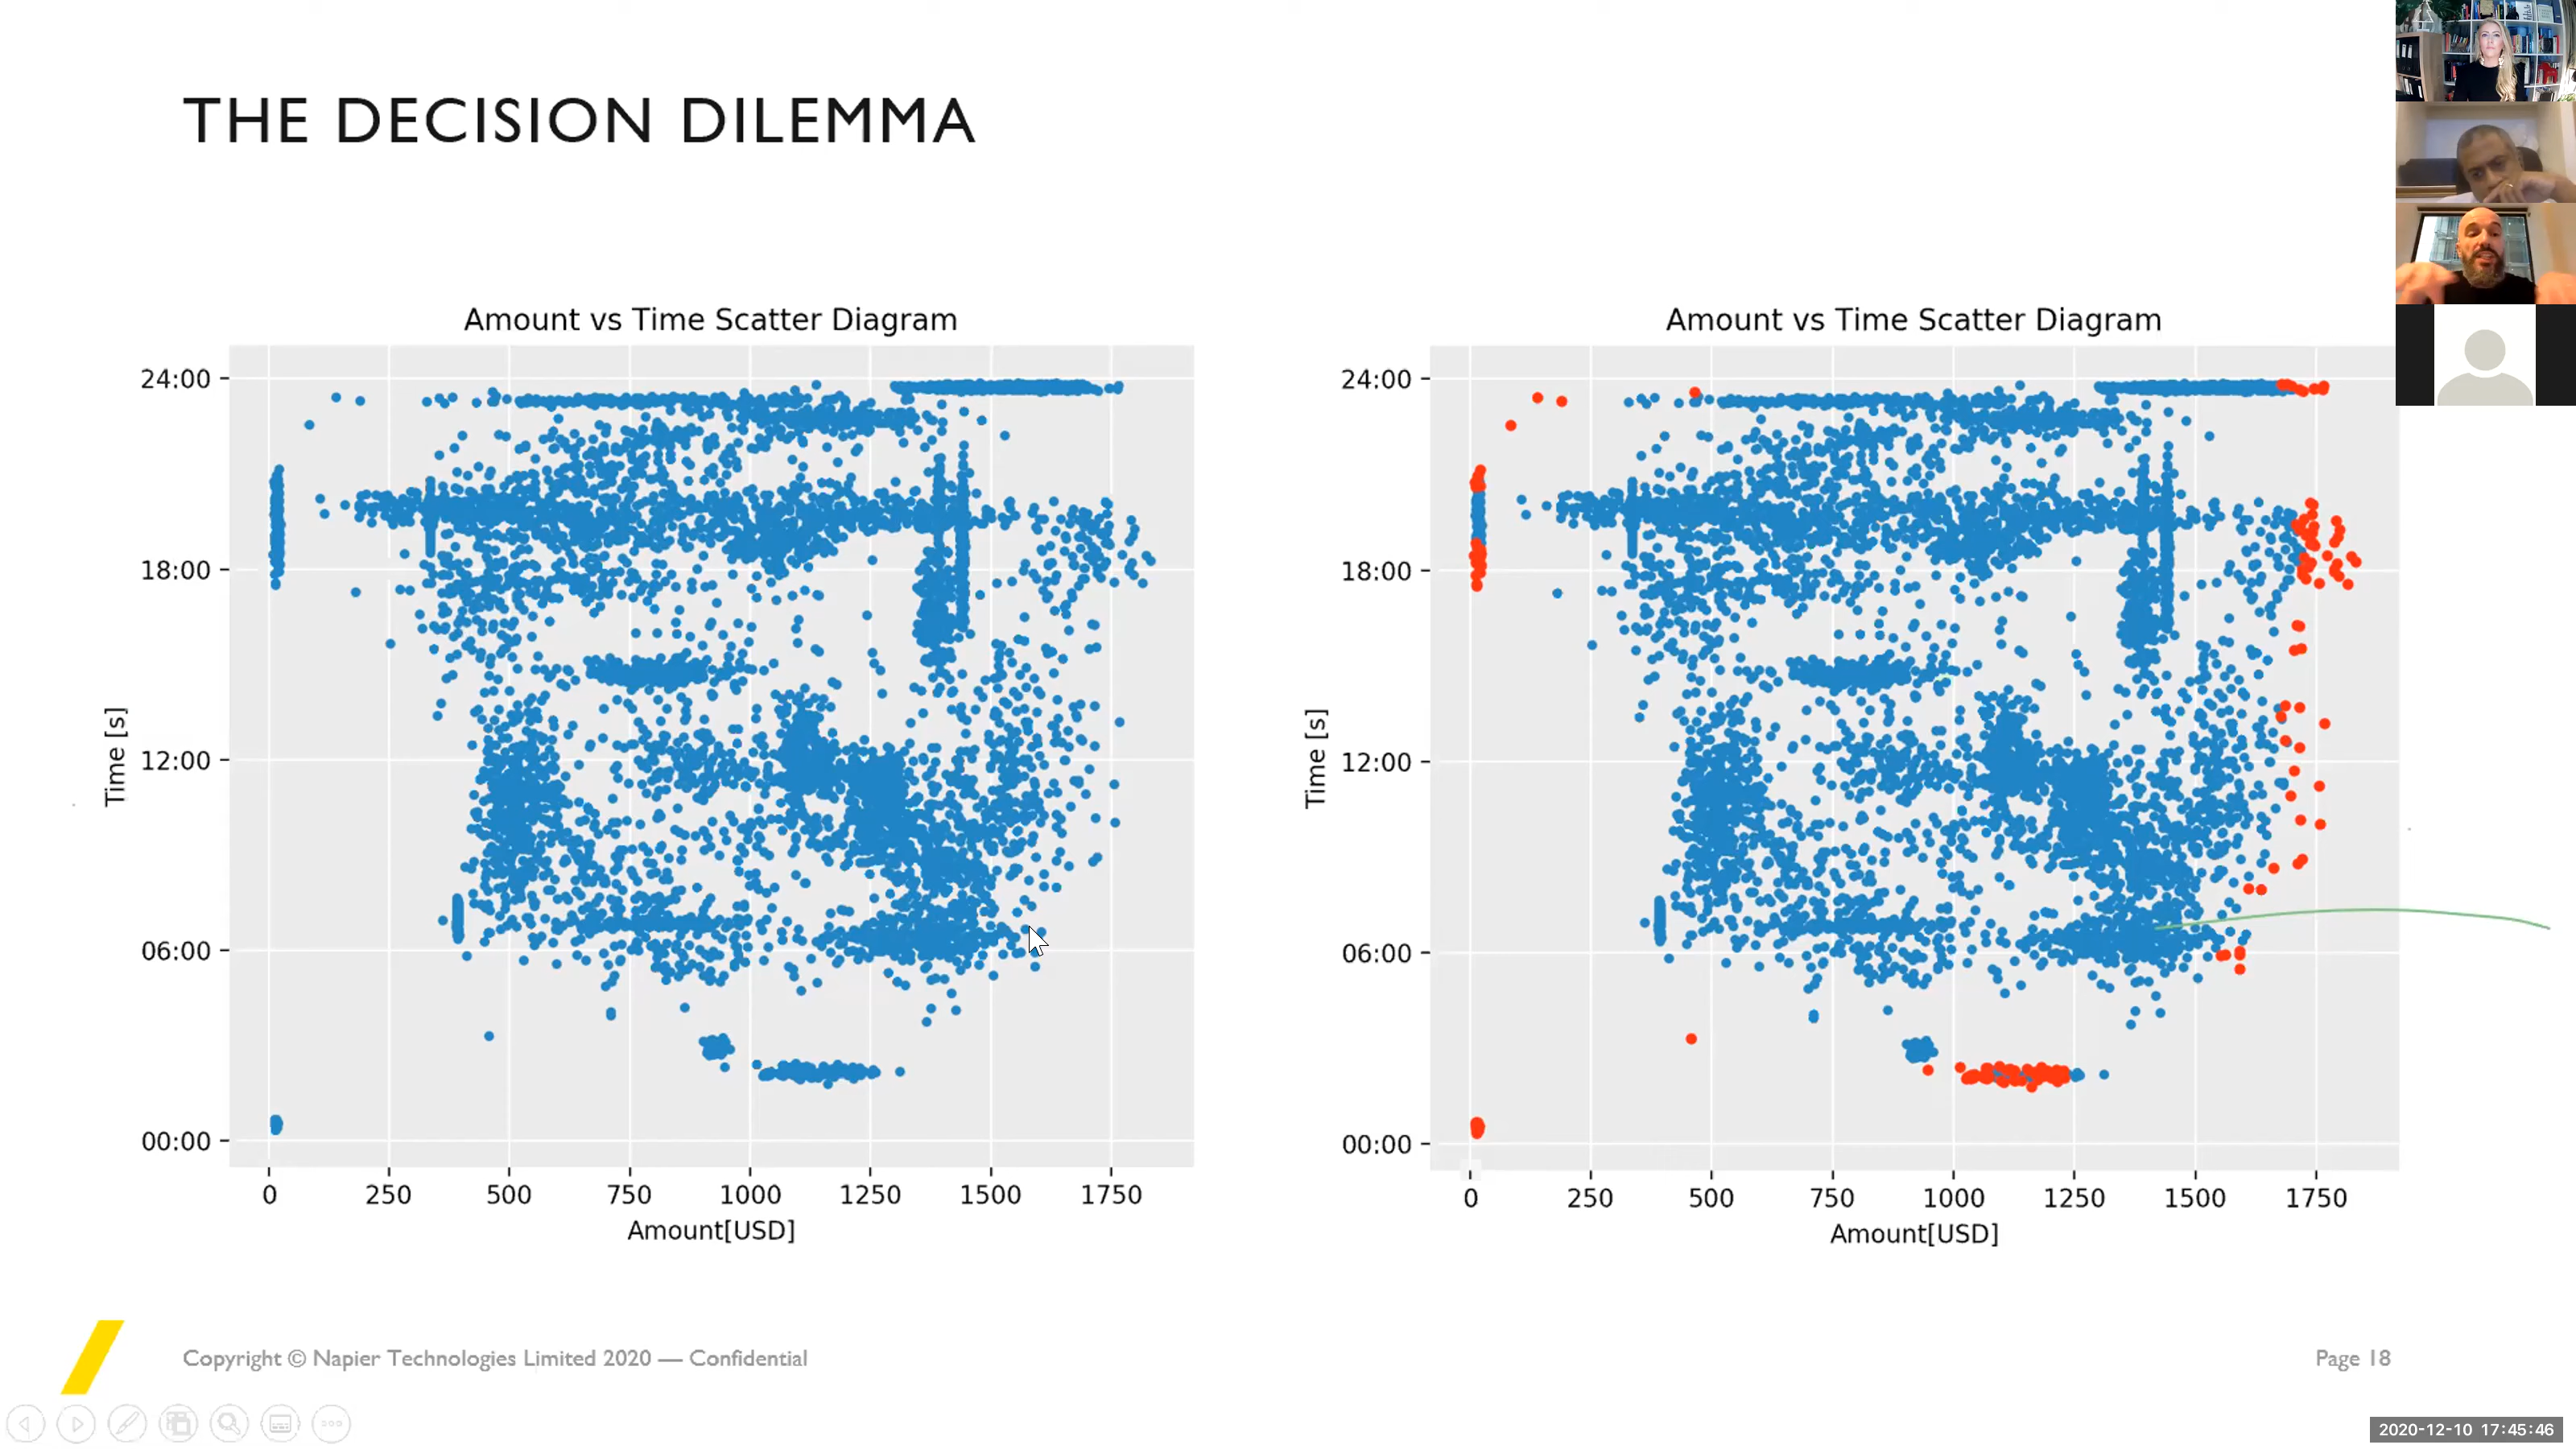 THE DECISION DILEMMA
Amount vs Time Scatter Diagram
24:00
18:00
12:00
06:00
00:00
Time [s]
0 250 500 750 1000 1250 1500 1750
Amount[USD]
Amount vs Time Scatter Diagram
24:00
18:00
12:00
06:00
00:00
Time [s]
0 250 500 750 1000 1250 1500 1750
Amount[USD]
Copyright © Napier Technologies Limited 2020 — Confidential
Page 18
2020-12-10 17:45:46